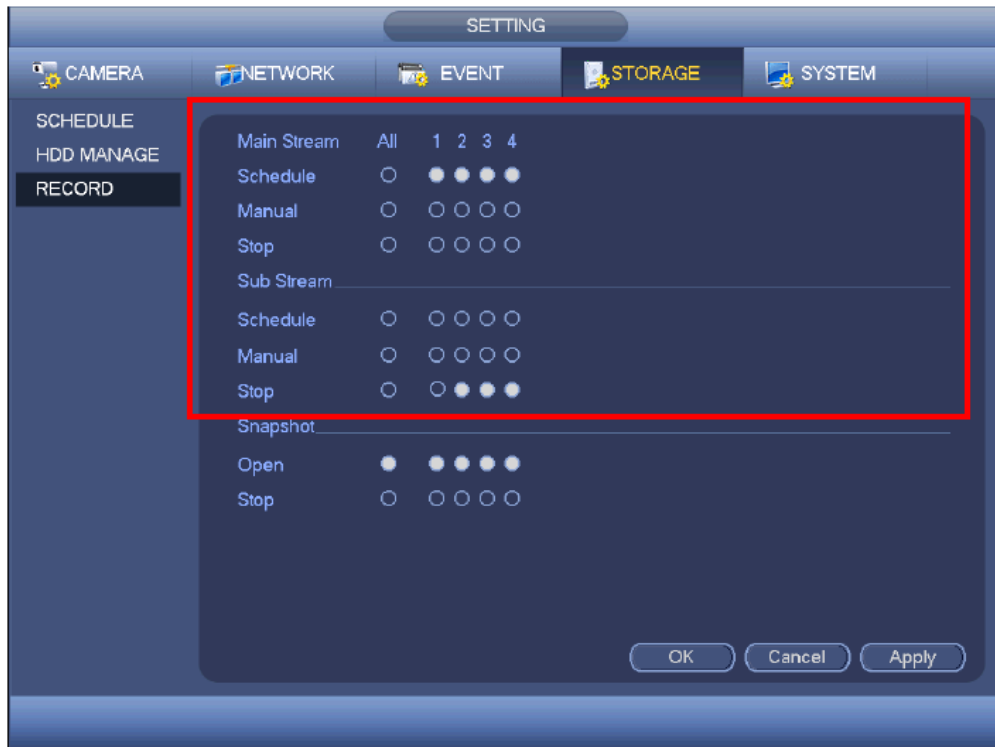 SETTING
CAMERA NETWORK EVENT STORAGE SYSTEM
SCHEDULE
HDD MANAGE
RECORD
Main Stream All 1 2 3 4
Schedule
Manual
Stop
Sub Stream
Schedule
Manual
Stop
Snapshot
Open
Stop
OK Cancel Apply